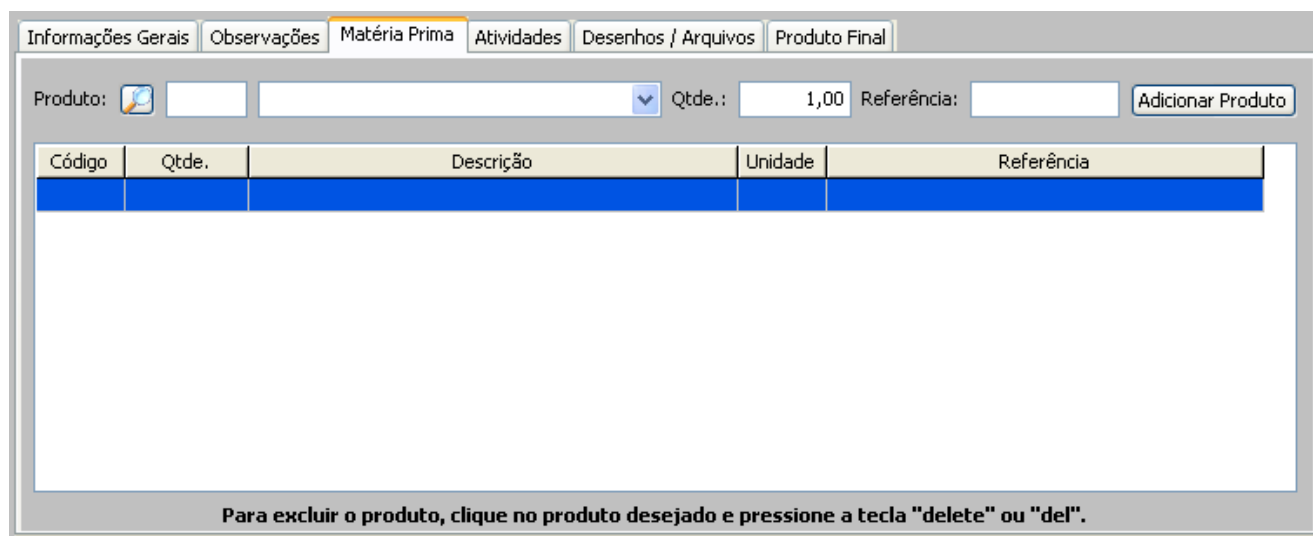 Informações Gerais Observações Matéria Prima Atividades Desenhos / Arquivos Produto Final
Produto: Qtde.: 1,00 Referência: Adicionar Produto
Código Qtde. Descrição Unidade Referência
Para excluir o produto, clique no produto desejado e pressione a tecla "delete" ou "del".